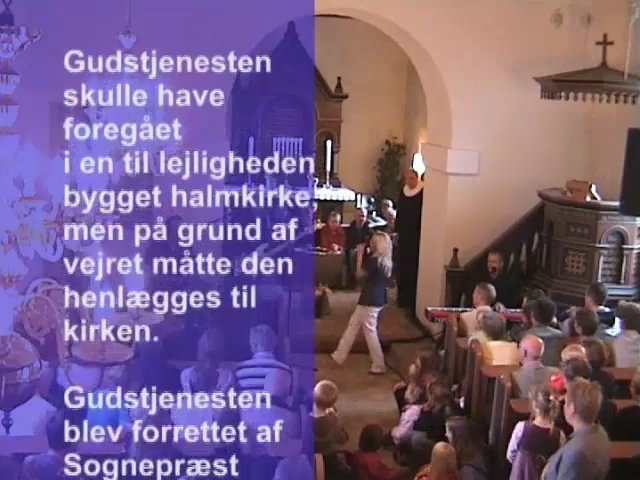 Gudstjenesten
skulle have
foregået
i en til lejligheden
bygget halmkirke
men på grund af
vejret måtte den
henlægges til
kirken.
Gudstjenesten
blev forrettet af
Sognepræst